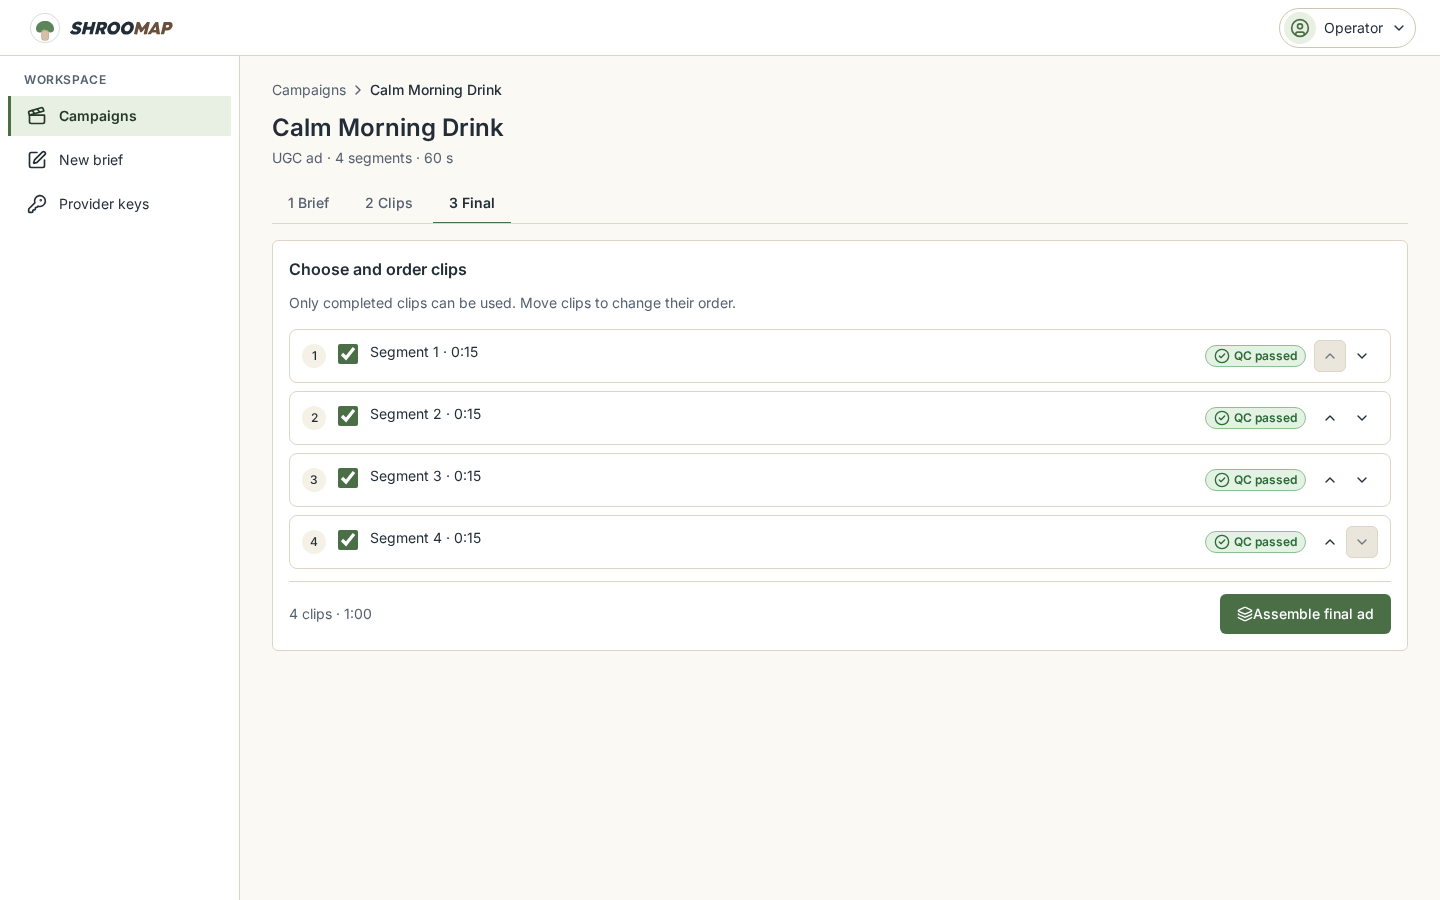 SHROOMAP
Operator
WORKSPACE
Campaigns
New brief
Provider keys
Campaigns > Calm Morning Drink
Calm Morning Drink
UGC ad · 4 segments · 60 s
1 Brief 2 Clips 3 Final
Choose and order clips
Only completed clips can be used. Move clips to change their order.
1 Segment 1 · 0:15 QC passed
2 Segment 2 · 0:15 QC passed
3 Segment 3 · 0:15 QC passed
4 Segment 4 · 0:15 QC passed
4 clips · 1:00 Assemble final ad